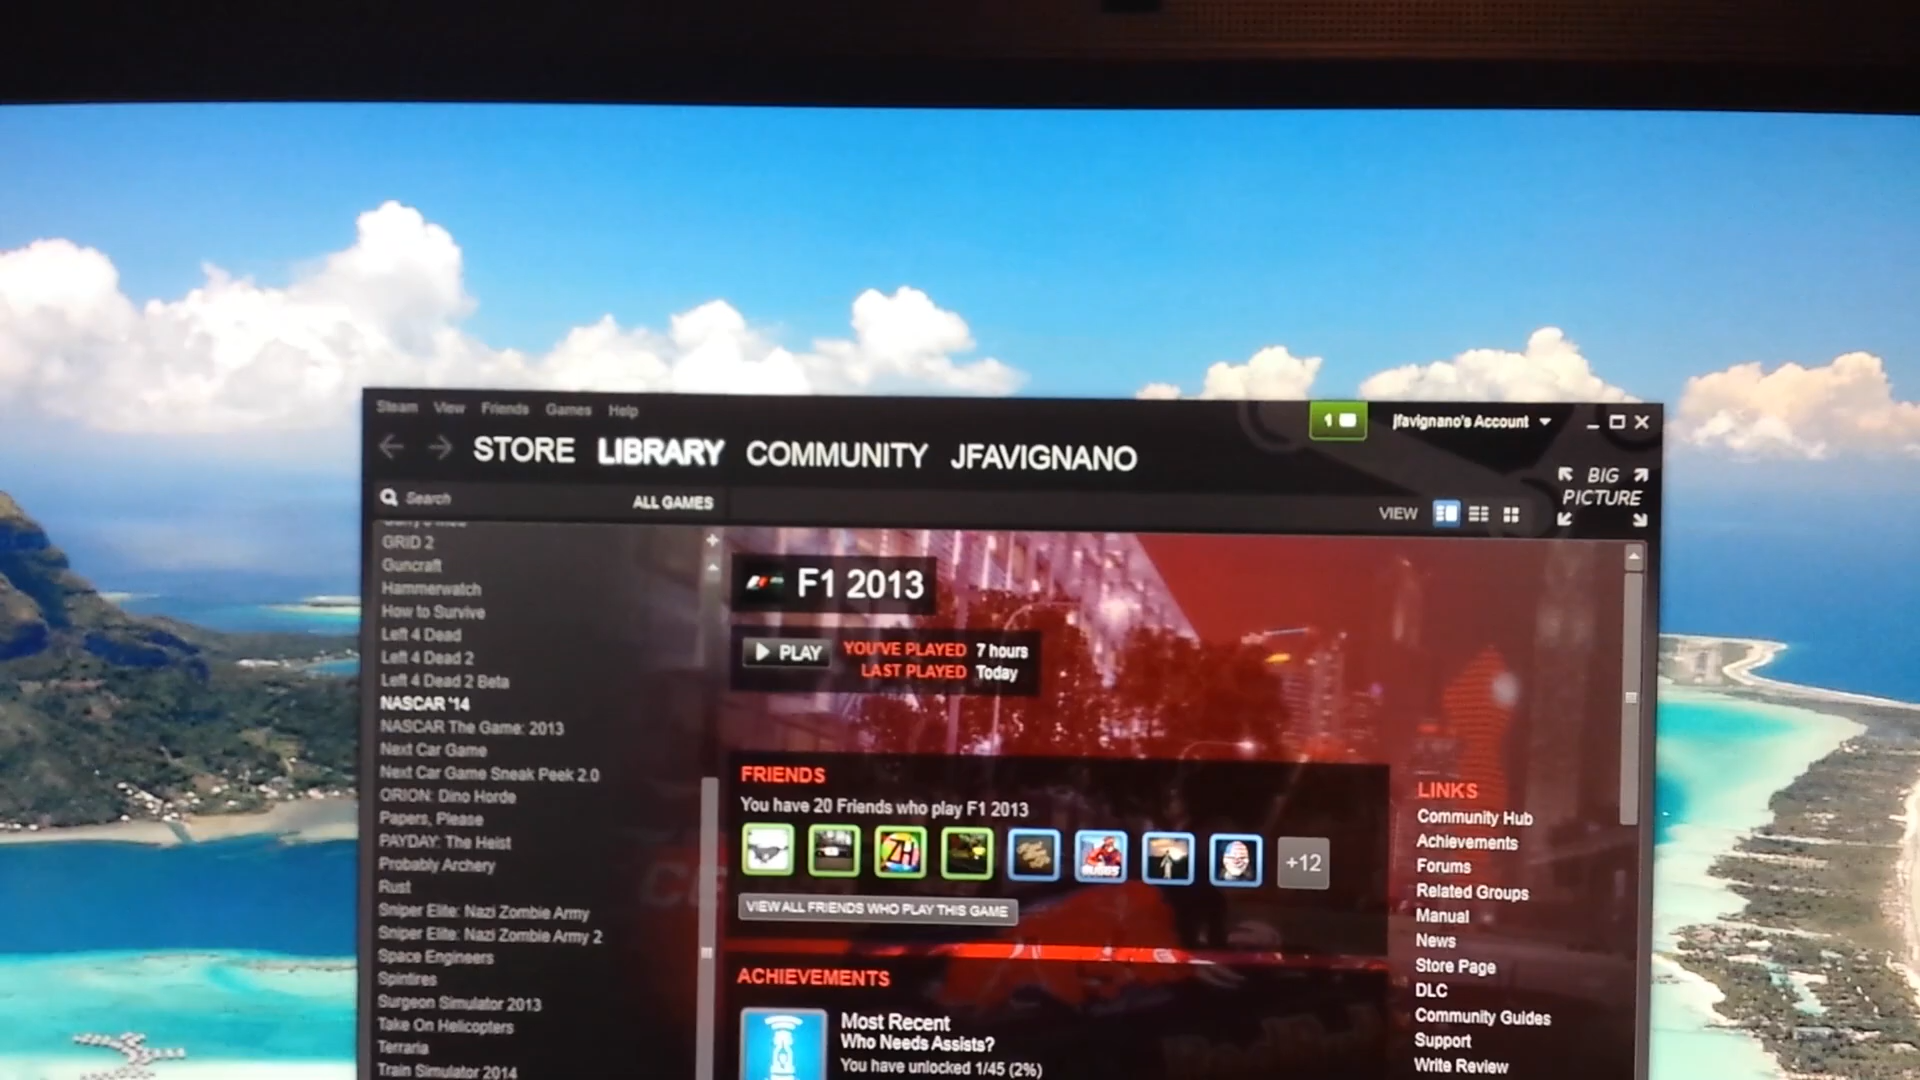 Steam View Friends Games Help
1
jfavignano's Account
STORE LIBRARY COMMUNITY JFAVIGNANO
BIG
PICTURE
Search
ALL GAMES
VIEW
GRID 2
Guncraft
Hammerwatch
How to Survive
Left 4 Dead
Left 4 Dead 2
Left 4 Dead 2 Beta
NASCAR '14
NASCAR The Game: 2013
Next Car Game
Next Car Game Sneak Peek 2.0
ORION: Dino Horde
Papers, Please
PAYDAY: The Heist
Probably Archery
Rust
Sniper Elite: Nazi Zombie Army
Sniper Elite: Nazi Zombie Army 2
Space Engineers
Spintires
Surgeon Simulator 2013
Take On Helicopters
Terraria
Train Simulator 2014
F1 2013
PLAY
YOU'VE PLAYED 7 hours
LAST PLAYED Today
FRIENDS
You have 20 Friends who play F1 2013
ZH
+12
VIEW ALL FRIENDS WHO PLAY THIS GAME
ACHIEVEMENTS
Most Recent
Who Needs Assists?
You have unlocked 1/45 (2%)
LINKS
Community Hub
Achievements
Forums
Related Groups
Manual
News
Store Page
DLC
Community Guides
Support
Write Review